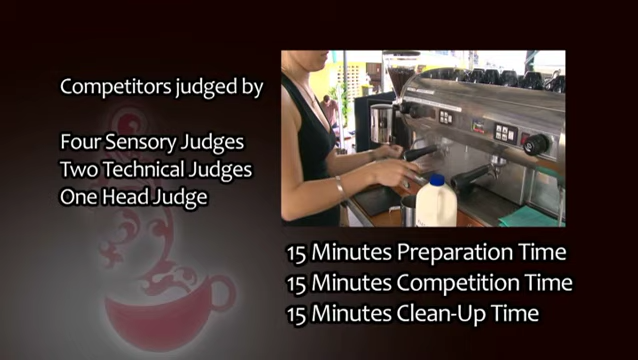 Competitors judged by
Four Sensory Judges
Two Technical Judges
One Head Judge
15 Minutes Preparation Time
15 Minutes Competition Time
15 Minutes Clean-Up Time